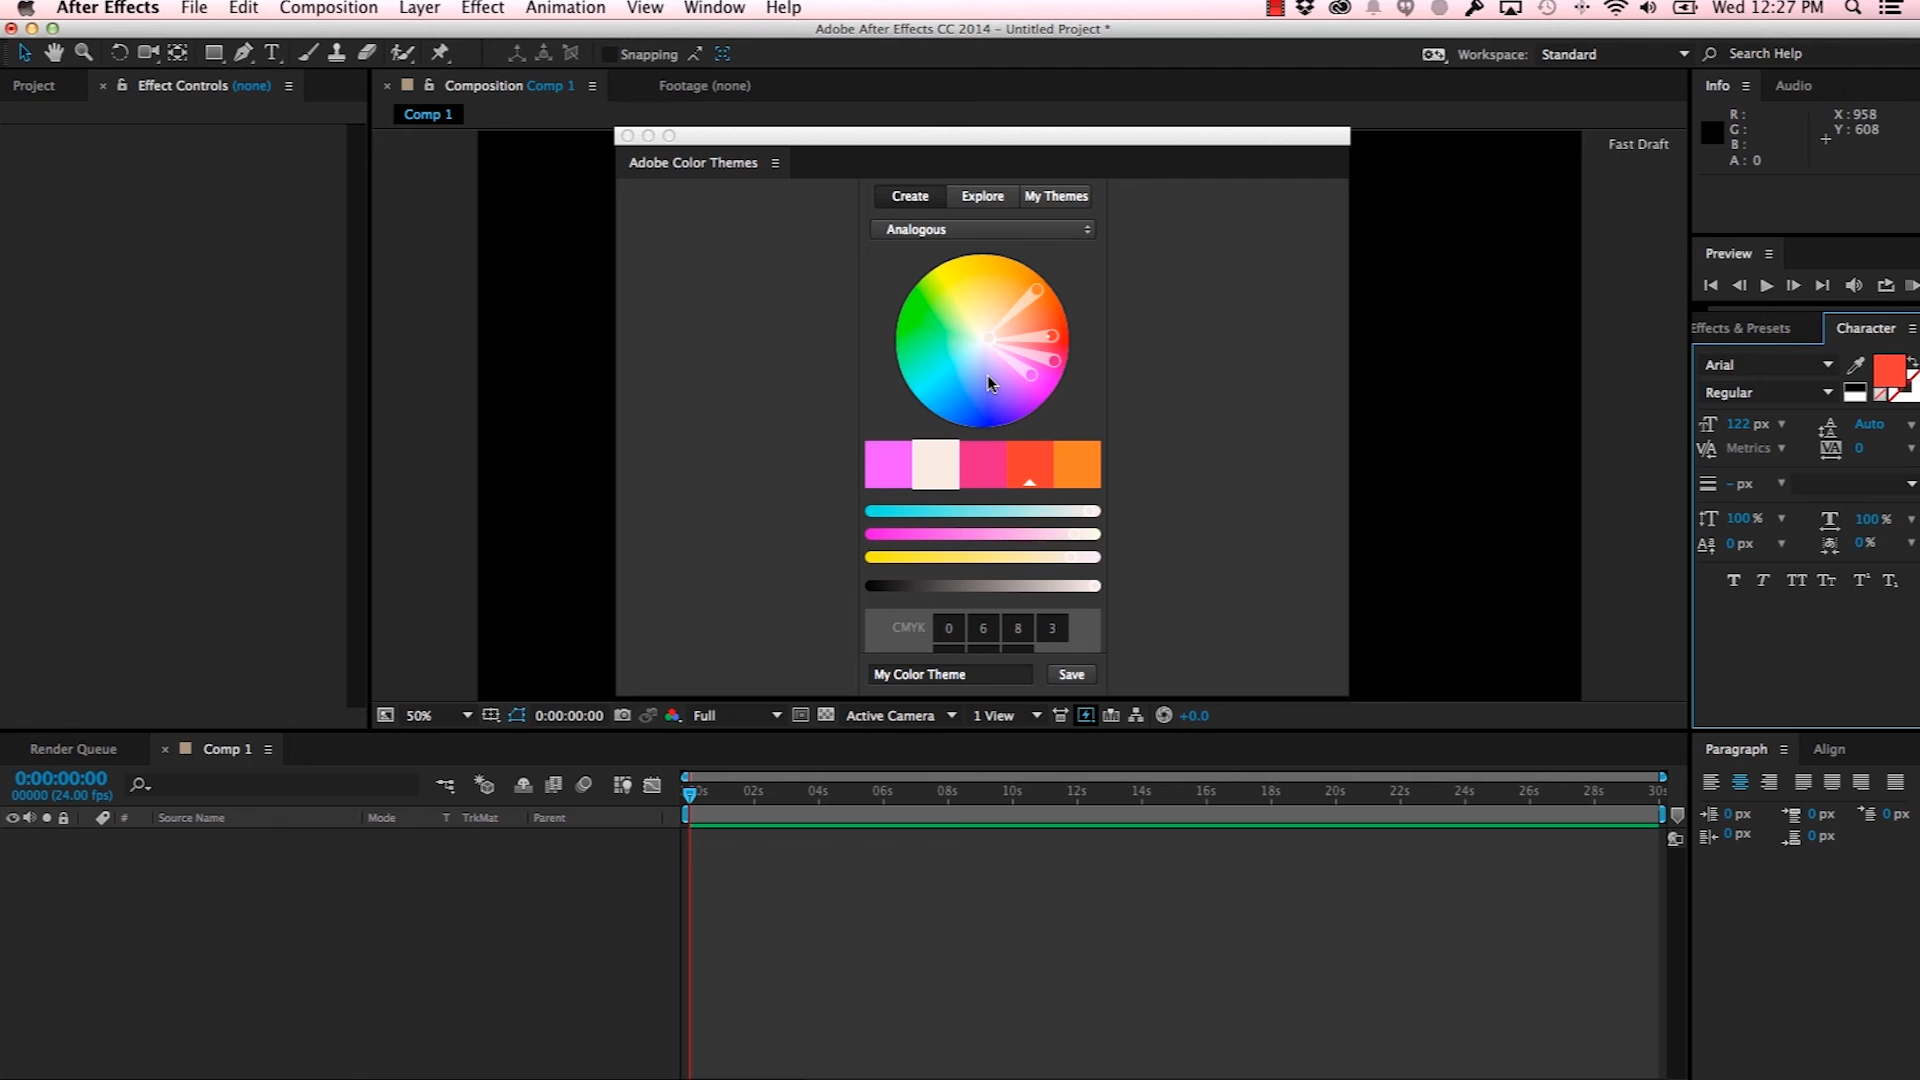 After Effects File Edit Composition Layer Effect Animation View Window Help Wed 12:27 PM
Adobe After Effects CC 2014 – Untitled Project *
Snapping Workspace: Standard Search Help
Project Effect Controls (none) Composition Comp 1 Footage (none) Info Audio
Comp 1
R: X: 958
G: Y: 608
B:
A: 0
Fast Draft
Adobe Color Themes
Create Explore My Themes
Analogous
Preview
Effects & Presets Character
Arial
Regular
122 px Auto
Metrics 0
- px
100 % 100 %
0 px 0 %
T T TT Tt T¹ T₁
CMYK 0 6 8 3
My Color Theme Save
50% 0:00:00:00 Full Active Camera 1 View +0.0
Render Queue Comp 1 Paragraph Align
0:00:00:00
00000 (24.00 fps)
02s 04s 06s 08s 10s 12s 14s 16s 18s 20s 22s 24s 26s 28s
# Source Name Mode T TrkMat Parent
0 px 0 px 0 px
0 px 0 px